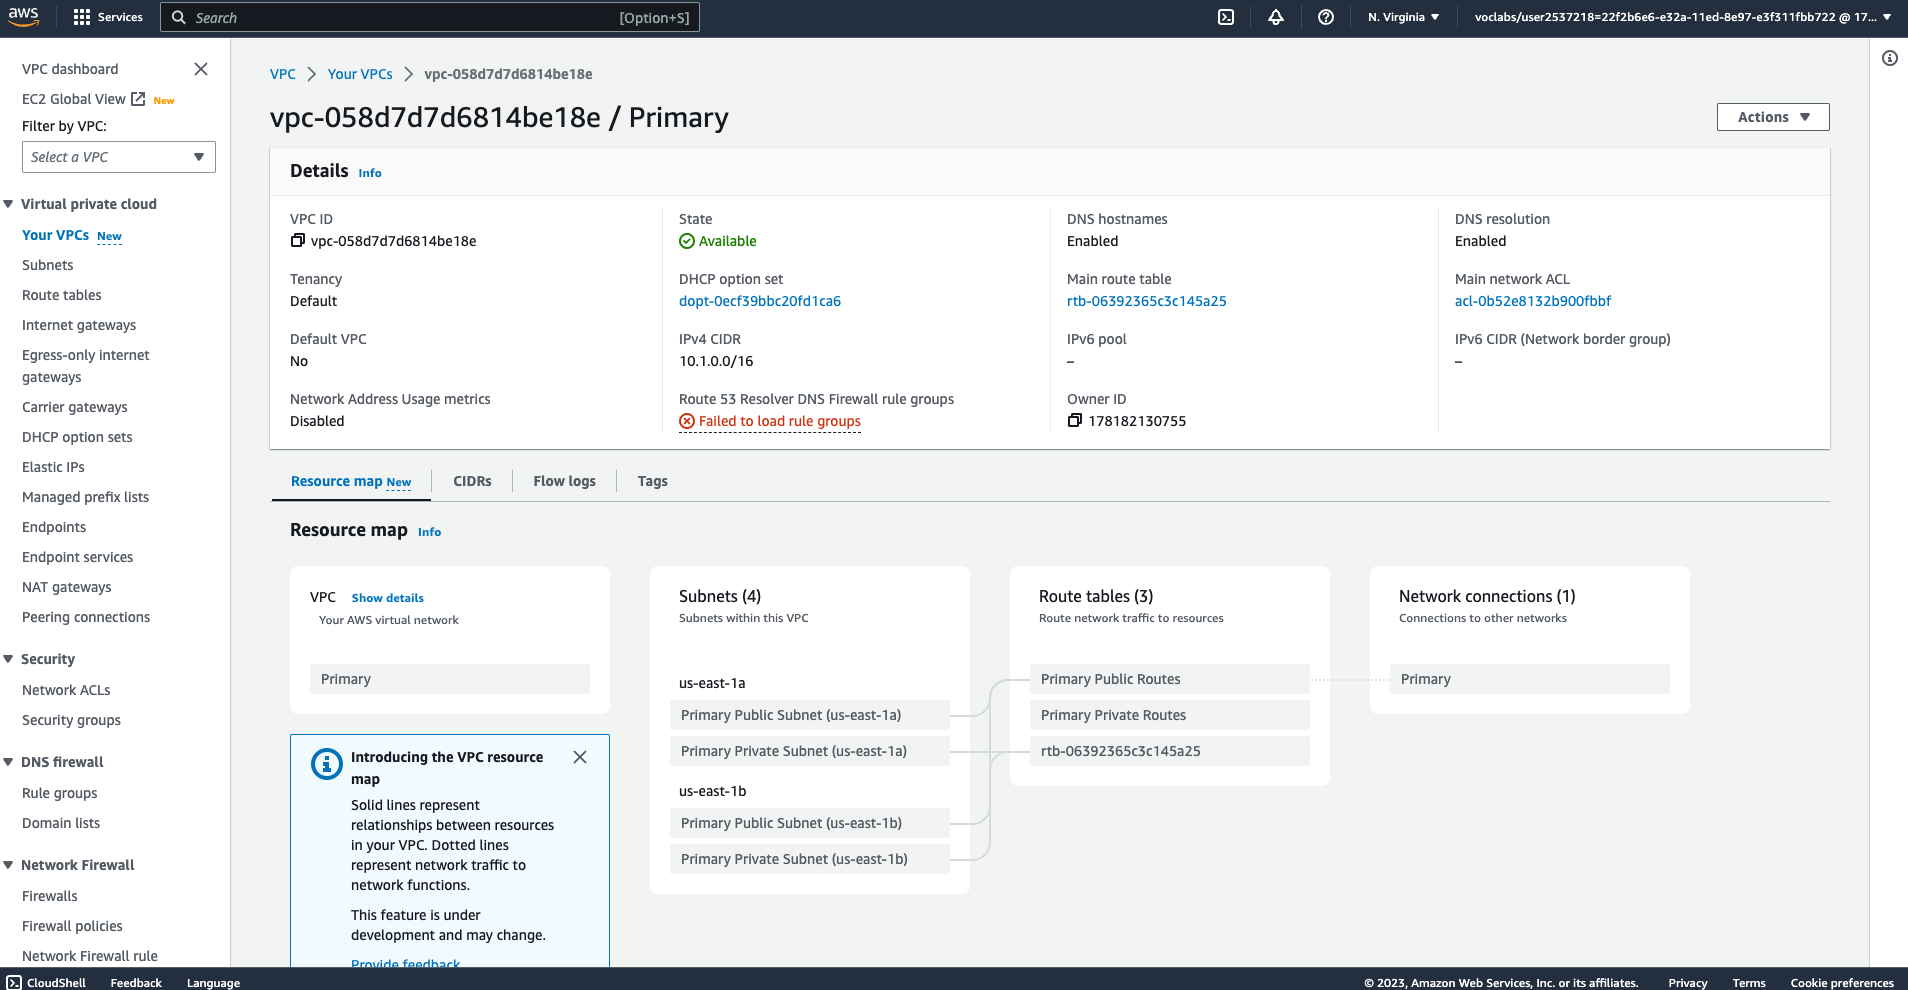 aws
Services
Search
[Option+S]
N. Virginia
voclabs/user2537218=22f2b6e6-e32a-11ed-8e97-e3f311fbb722 @ 17...
VPC dashboard
EC2 Global View New
Filter by VPC:
Select a VPC
Virtual private cloud
Your VPCs New
Subnets
Route tables
Internet gateways
Egress-only internet
gateways
Carrier gateways
DHCP option sets
Elastic IPs
Managed prefix lists
Endpoints
Endpoint services
NAT gateways
Peering connections
Security
Network ACLs
Security groups
DNS firewall
Rule groups
Domain lists
Network Firewall
Firewalls
Firewall policies
Network Firewall rule
VPC > Your VPCs > vpc-058d7d7d6814be18e
vpc-058d7d7d6814be18e / Primary
Actions
Details Info
VPC ID
vpc-058d7d7d6814be18e
State
Available
DNS hostnames
Enabled
DNS resolution
Enabled
Tenancy
Default
DHCP option set
dopt-0ecf39bbc20fd1ca6
Main route table
rtb-06392365c3c145a25
Main network ACL
acl-0b52e8132b900fbbf
Default VPC
No
IPv4 CIDR
10.1.0.0/16
IPv6 pool
–
IPv6 CIDR (Network border group)
–
Network Address Usage metrics
Disabled
Route 53 Resolver DNS Firewall rule groups
Failed to load rule groups
Owner ID
178182130755
Resource map New
CIDRs
Flow logs
Tags
Resource map Info
VPC Show details
Your AWS virtual network
Primary
Introducing the VPC resource
map
Solid lines represent
relationships between resources
in your VPC. Dotted lines
represent network traffic to
network functions.
This feature is under
development and may change.
Provide feedback
Subnets (4)
Subnets within this VPC
us-east-1a
Primary Public Subnet (us-east-1a)
Primary Private Subnet (us-east-1a)
us-east-1b
Primary Public Subnet (us-east-1b)
Primary Private Subnet (us-east-1b)
Route tables (3)
Route network traffic to resources
Primary Public Routes
Primary Private Routes
rtb-06392365c3c145a25
Network connections (1)
Connections to other networks
Primary
CloudShell
Feedback
Language
© 2023, Amazon Web Services, Inc. or its affiliates.
Privacy
Terms
Cookie preferences